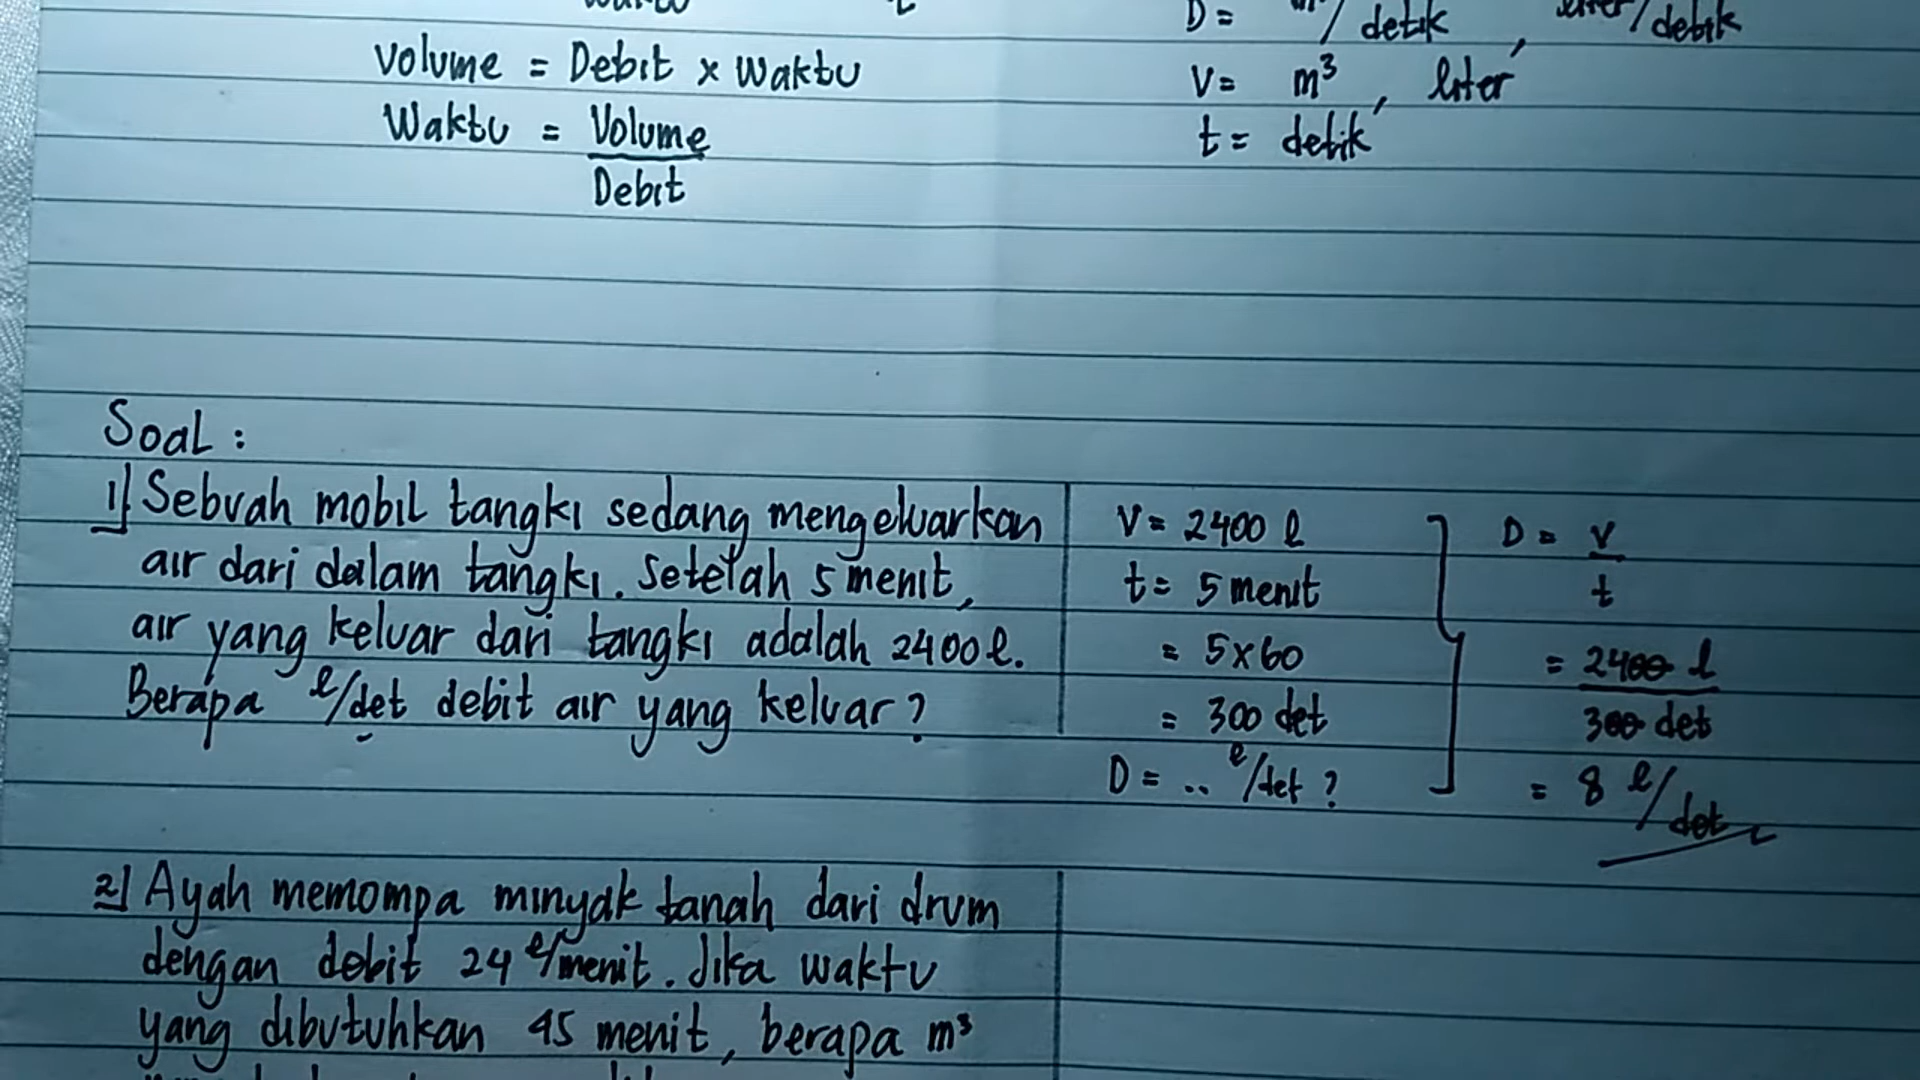 D = /detik , /detik
Volume = Debit x Waktu
V = m³ , liter
Waktu = Volume
Debit
t = detik
Soal :
1] Sebuah mobil tangki sedang mengeluarkan
air dari dalam tangki. Setelah 5 menit,
air yang keluar dari tangki adalah 2400 l.
Berapa l/det debit air yang keluar?
V = 2400 l
t = 5 menit
= 5x60
= 300 det
D = .. l/det ?
D = V
t
= 2400 l
300 det
= 8 l/det
2] Ayah memompa minyak tanah dari drum
dengan debit 24 l/menit. Jika waktu
yang dibutuhkan 45 menit, berapa m³